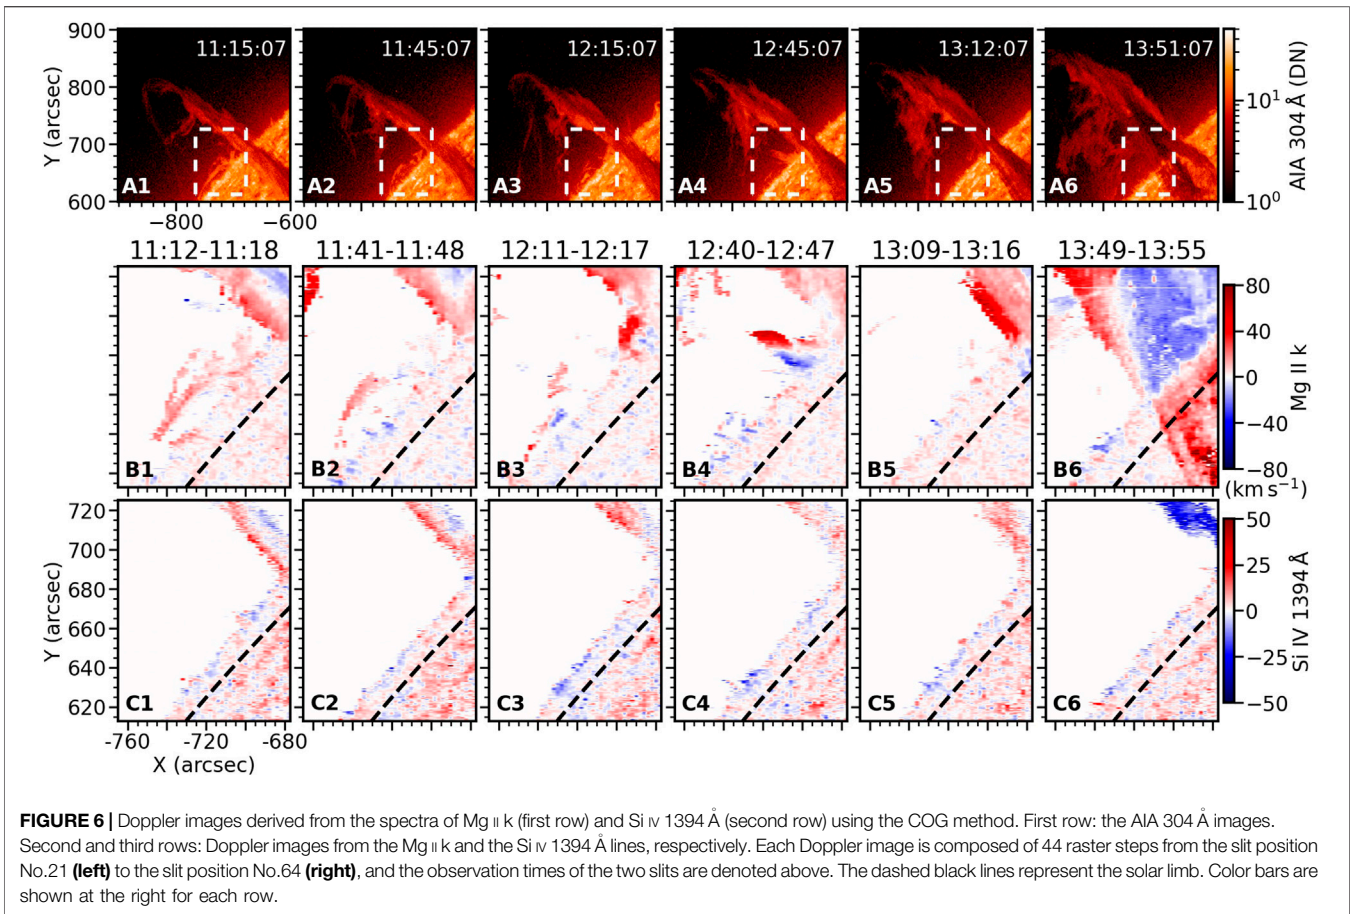 900
800
700
600
Y (arcsec)
11:15:07
11:45:07
12:15:07
12:45:07
13:12:07
13:51:07
A1
A2
A3
A4
A5
A6
−800
−600
10¹
10⁰
AIA 304 Å (DN)
11:12-11:18
11:41-11:48
12:11-12:17
12:40-12:47
13:09-13:16
13:49-13:55
B1
B2
B3
B4
B5
B6
80
40
0
−40
−80
Mg II k
(km s⁻¹)
720
700
680
660
640
620
Y (arcsec)
C1
C2
C3
C4
C5
C6
50
25
0
−25
−50
Si IV 1394 Å
-760
-720
-680
X (arcsec)
FIGURE 6 | Doppler images derived from the spectra of Mg II k (first row) and Si IV 1394 Å (second row) using the COG method. First row: the AIA 304 Å images.
Second and third rows: Doppler images from the Mg II k and the Si IV 1394 Å lines, respectively. Each Doppler image is composed of 44 raster steps from the slit position
No.21 (left) to the slit position No.64 (right), and the observation times of the two slits are denoted above. The dashed black lines represent the solar limb. Color bars are
shown at the right for each row.